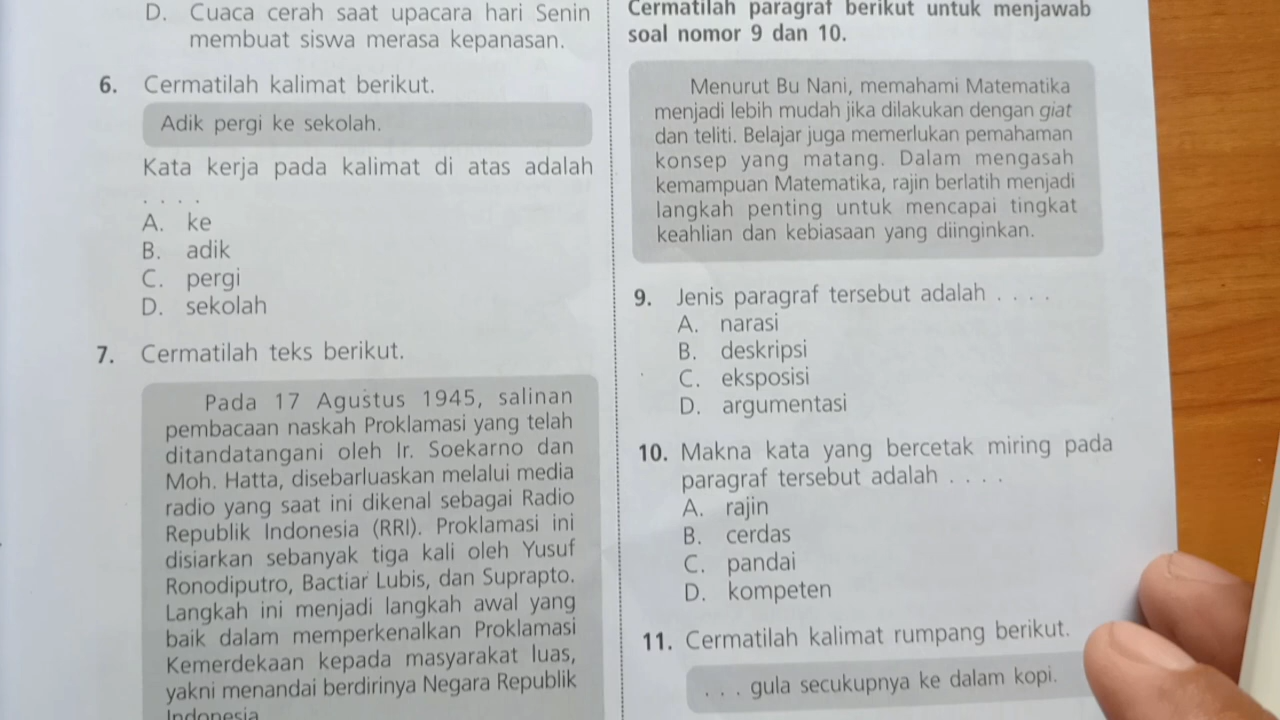 D. Cuaca cerah saat upacara hari Senin
membuat siswa merasa kepanasan.
6. Cermatilah kalimat berikut.
Adik pergi ke sekolah.
Kata kerja pada kalimat di atas adalah
. . . .
A. ke
B. adik
C. pergi
D. sekolah
7. Cermatilah teks berikut.
Pada 17 Agustus 1945, salinan
pembacaan naskah Proklamasi yang telah
ditandatangani oleh Ir. Soekarno dan
Moh. Hatta, disebarluaskan melalui media
radio yang saat ini dikenal sebagai Radio
Republik Indonesia (RRI). Proklamasi ini
disiarkan sebanyak tiga kali oleh Yusuf
Ronodiputro, Bactiar Lubis, dan Suprapto.
Langkah ini menjadi langkah awal yang
baik dalam memperkenalkan Proklamasi
Kemerdekaan kepada masyarakat luas,
yakni menandai berdirinya Negara Republik
Indonesia
Cermatilah paragraf berikut untuk menjawab
soal nomor 9 dan 10.
Menurut Bu Nani, memahami Matematika
menjadi lebih mudah jika dilakukan dengan giat
dan teliti. Belajar juga memerlukan pemahaman
konsep yang matang. Dalam mengasah
kemampuan Matematika, rajin berlatih menjadi
langkah penting untuk mencapai tingkat
keahlian dan kebiasaan yang diinginkan.
9. Jenis paragraf tersebut adalah . . . .
A. narasi
B. deskripsi
C. eksposisi
D. argumentasi
10. Makna kata yang bercetak miring pada
paragraf tersebut adalah . . . .
A. rajin
B. cerdas
C. pandai
D. kompeten
11. Cermatilah kalimat rumpang berikut.
. . . gula secukupnya ke dalam kopi.